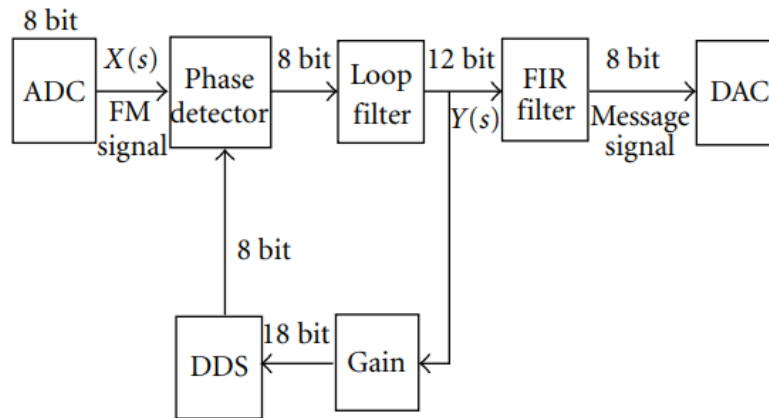 8 bit
ADC
X(s)
FM
signal
Phase
detector
8 bit
Loop
filter
12 bit
Y(s)
FIR
filter
8 bit
Message
signal
DAC
8 bit
DDS
18 bit
Gain